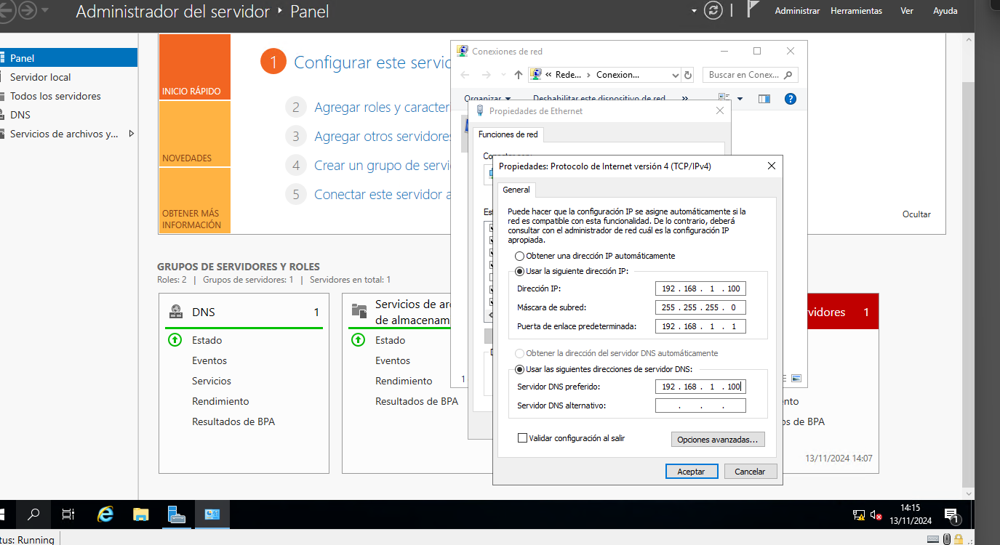 Administrador del servidor ‣ Panel
Administrar Herramientas Ver Ayuda
Panel
Servidor local
Todos los servidores
DNS
Servicios de archivos y...
INICIO RÁPIDO
NOVEDADES
OBTENER MÁS
INFORMACIÓN
1 Configurar este servic
2 Agregar roles y caracter
3 Agregar otros servidores
4 Crear un grupo de servi
5 Conectar este servidor a
Ocultar
GRUPOS DE SERVIDORES Y ROLES
Roles: 2 | Grupos de servidores: 1 | Servidores en total: 1
DNS 1
Estado
Eventos
Servicios
Rendimiento
Resultados de BPA
Servicios de ar
de almacenam
Estado
Eventos
Rendimiento
Resultados de BPA
1
vidores 1
nto
os de BPA
13/11/2024 14:07
Conexiones de red
« Rede... › Conexion...
Buscar en Conex...
Organizar Deshabilitar este dispositivo de red »
Propiedades de Ethernet
Funciones de red
Propiedades: Protocolo de Internet versión 4 (TCP/IPv4)
General
Puede hacer que la configuración IP se asigne automáticamente si la
red es compatible con esta funcionalidad. De lo contrario, deberá
consultar con el administrador de red cuál es la configuración IP
apropiada.
Obtener una dirección IP automáticamente
Usar la siguiente dirección IP:
Dirección IP: 192 . 168 . 1 . 100
Máscara de subred: 255 . 255 . 255 . 0
Puerta de enlace predeterminada: 192 . 168 . 1 . 1
Obtener la dirección del servidor DNS automáticamente
Usar las siguientes direcciones de servidor DNS:
Servidor DNS preferido: 192 . 168 . 1 . 100
Servidor DNS alternativo: . . .
Validar configuración al salir
Opciones avanzadas...
Aceptar Cancelar
14:15
13/11/2024
1
tus: Running